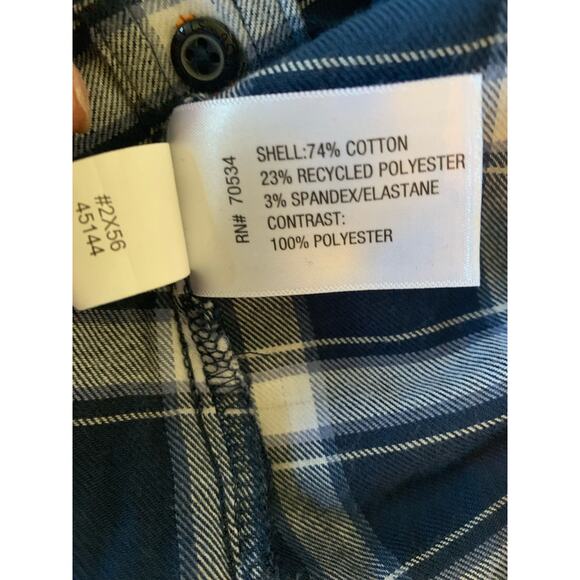 SHELL:74% COTTON
23% RECYCLED POLYESTER
3% SPANDEX/ELASTANE
CONTRAST:
100% POLYESTER
RN# 70534
#2X56
45144